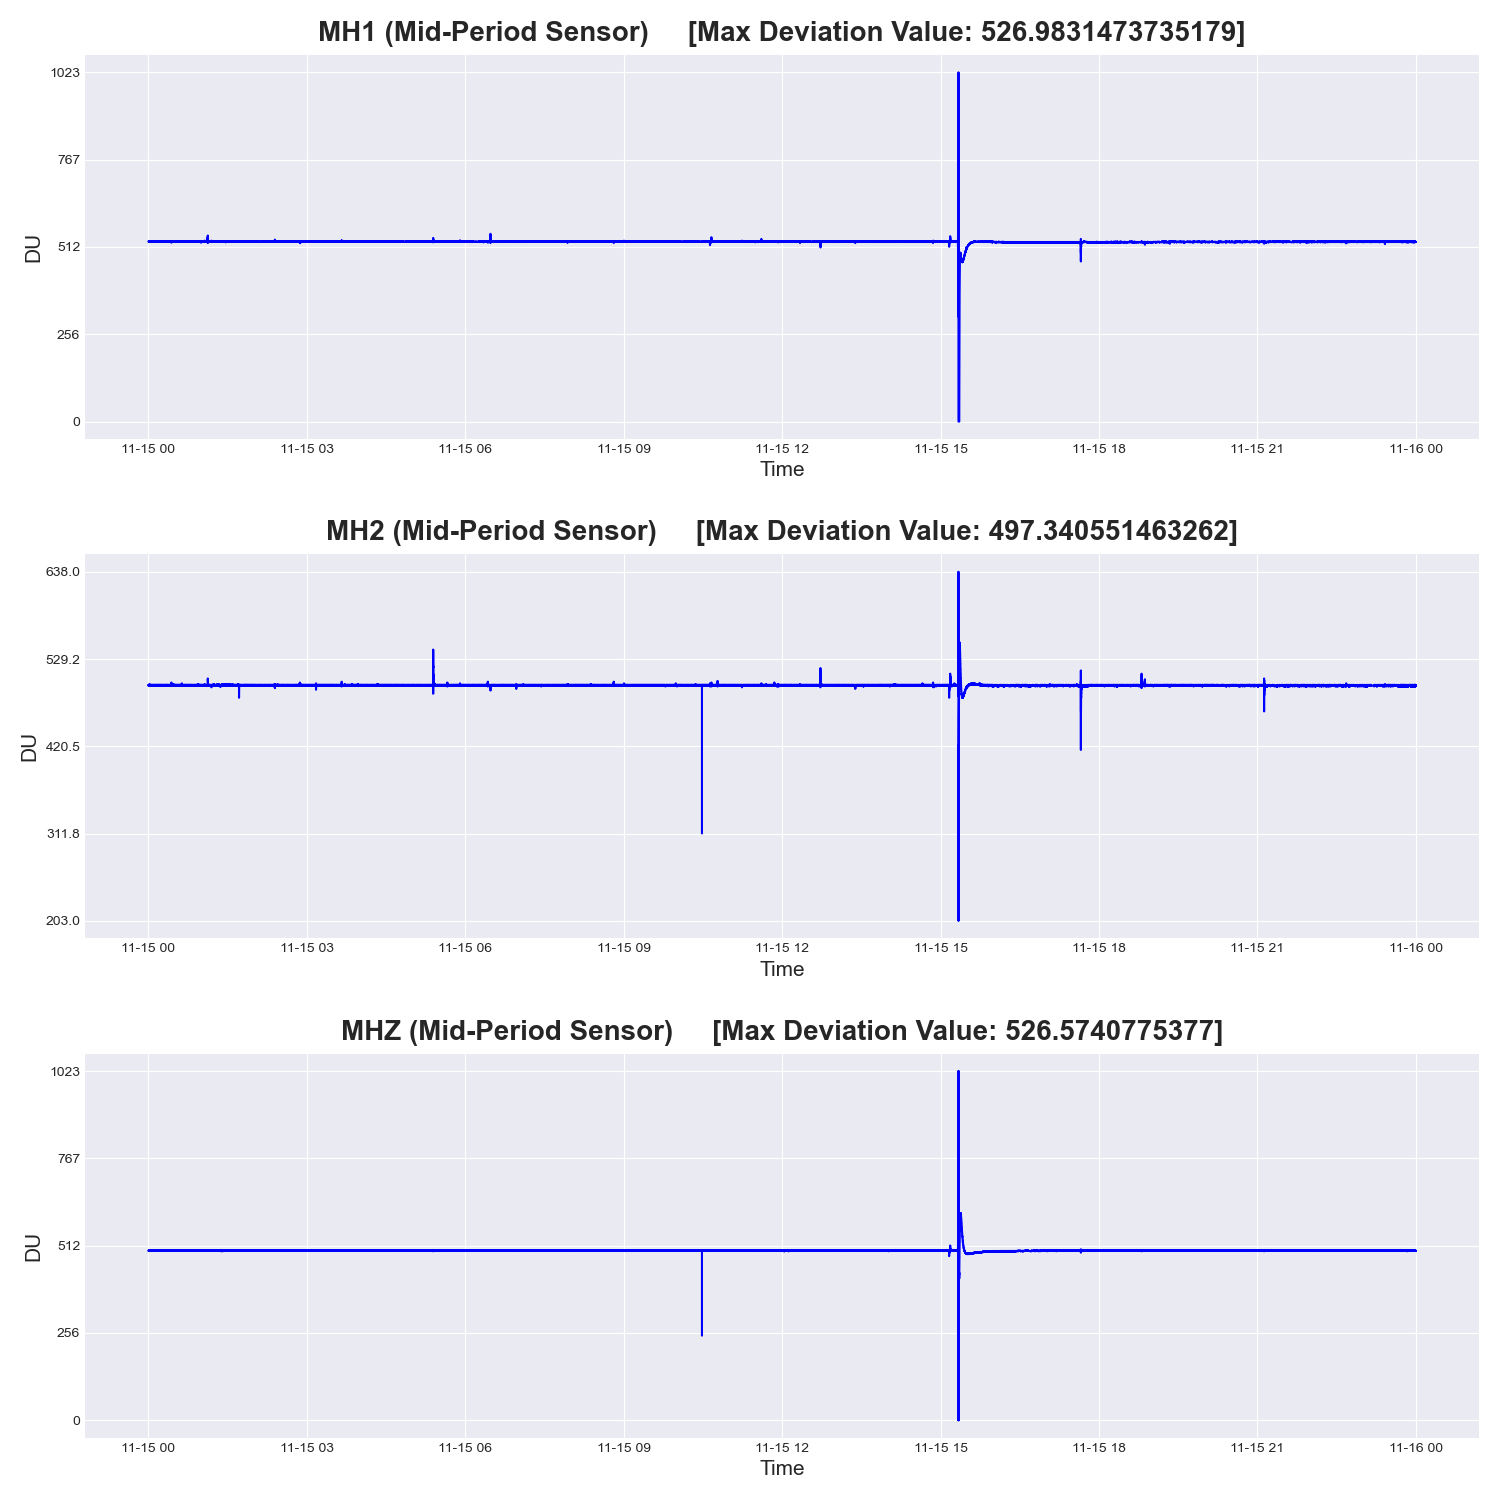 MH1 (Mid-Period Sensor) [Max Deviation Value: 526.9831473735179]
1023
767
512
256
0
DU
11-15 00 11-15 03 11-15 06 11-15 09 11-15 12 11-15 15 11-15 18 11-15 21 11-16 00
Time
MH2 (Mid-Period Sensor) [Max Deviation Value: 497.340551463262]
638.0
529.2
420.5
311.8
203.0
DU
11-15 00 11-15 03 11-15 06 11-15 09 11-15 12 11-15 15 11-15 18 11-15 21 11-16 00
Time
MHZ (Mid-Period Sensor) [Max Deviation Value: 526.5740775377]
1023
767
512
256
0
DU
11-15 00 11-15 03 11-15 06 11-15 09 11-15 12 11-15 15 11-15 18 11-15 21 11-16 00
Time